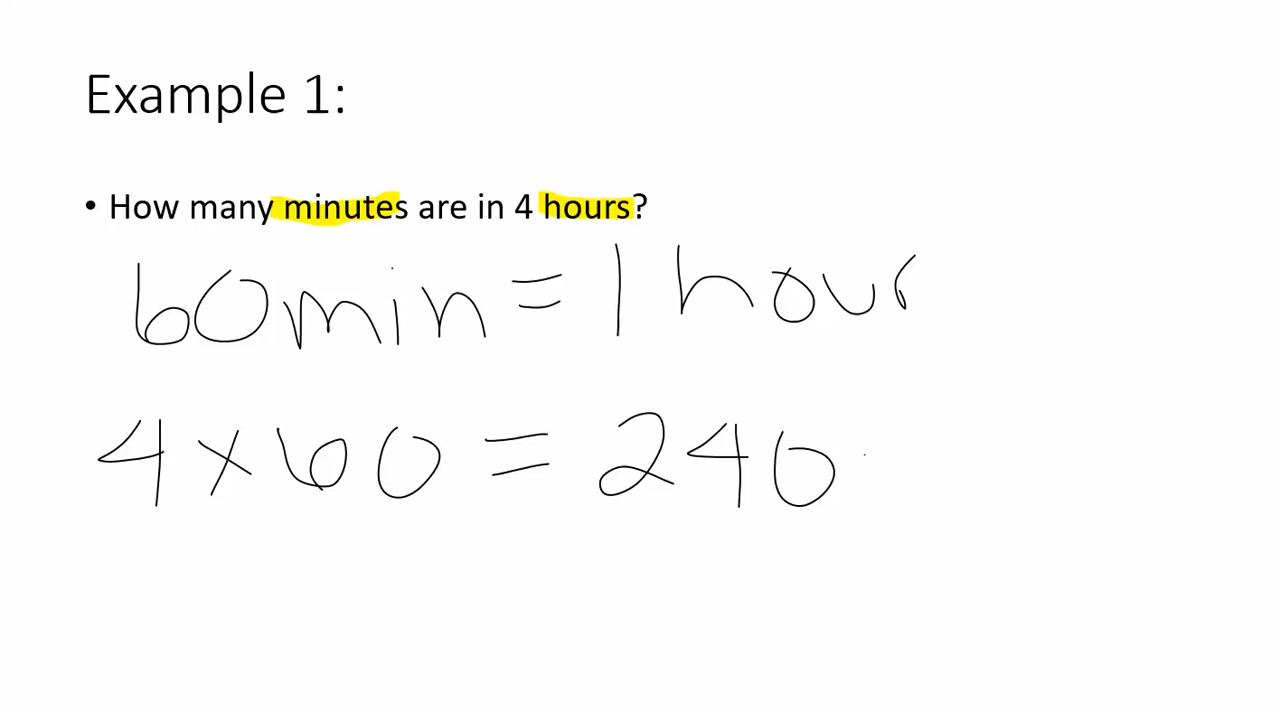 Example 1:
• How many minutes are in 4 hours?
60min = 1 hour
4 × 60 = 240